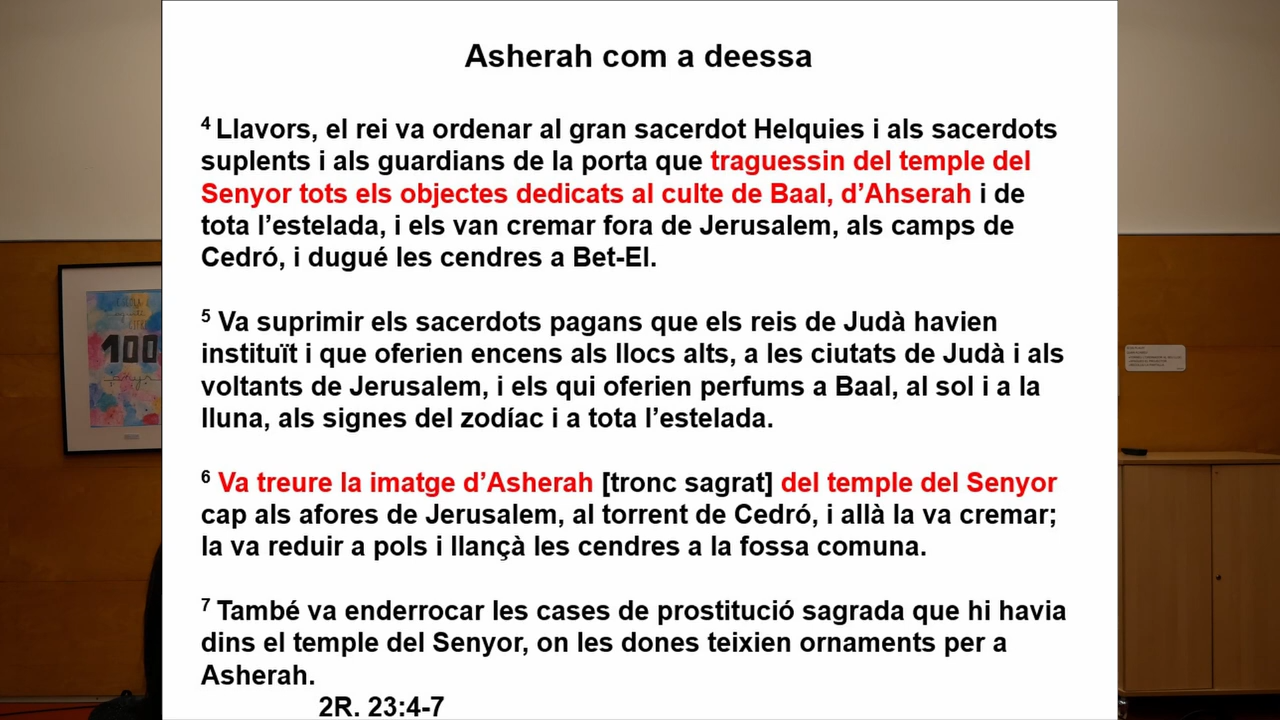 Asherah com a deessa
4 Llavors, el rei va ordenar al gran sacerdot Helquies i als sacerdots
suplents i als guardians de la porta que traguessin del temple del
Senyor tots els objectes dedicats al culte de Baal, d’Ahserah i de
tota l’estelada, i els van cremar fora de Jerusalem, als camps de
Cedró, i dugué les cendres a Bet-El.
5 Va suprimir els sacerdots pagans que els reis de Judà havien
instituït i que oferien encens als llocs alts, a les ciutats de Judà i als
voltants de Jerusalem, i els qui oferien perfums a Baal, al sol i a la
lluna, als signes del zodíac i a tota l’estelada.
6 Va treure la imatge d’Asherah [tronc sagrat] del temple del Senyor
cap als afores de Jerusalem, al torrent de Cedró, i allà la va cremar;
la va reduir a pols i llançà les cendres a la fossa comuna.
7 També va enderrocar les cases de prostitució sagrada que hi havia
dins el temple del Senyor, on les dones teixien ornaments per a
Asherah.
2R. 23:4-7
100